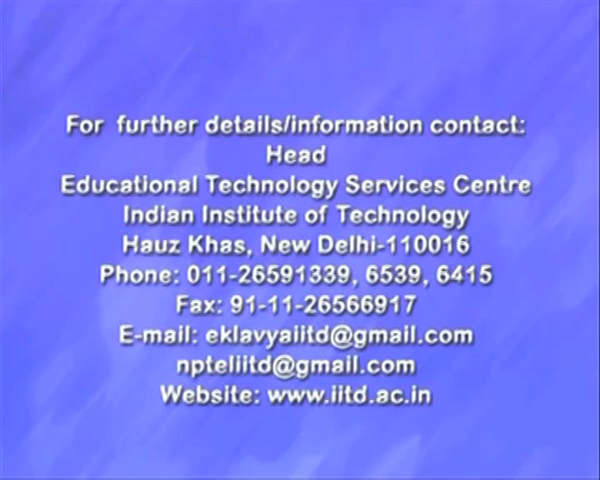 For  further details/information contact:
Head
Educational Technology Services Centre
Indian Institute of Technology
Hauz Khas, New Delhi-110016
Phone: 011-26591339, 6539, 6415
Fax: 91-11-26566917
E-mail: eklavyaiitd@gmail.com
npteliitd@gmail.com
Website: www.iitd.ac.in